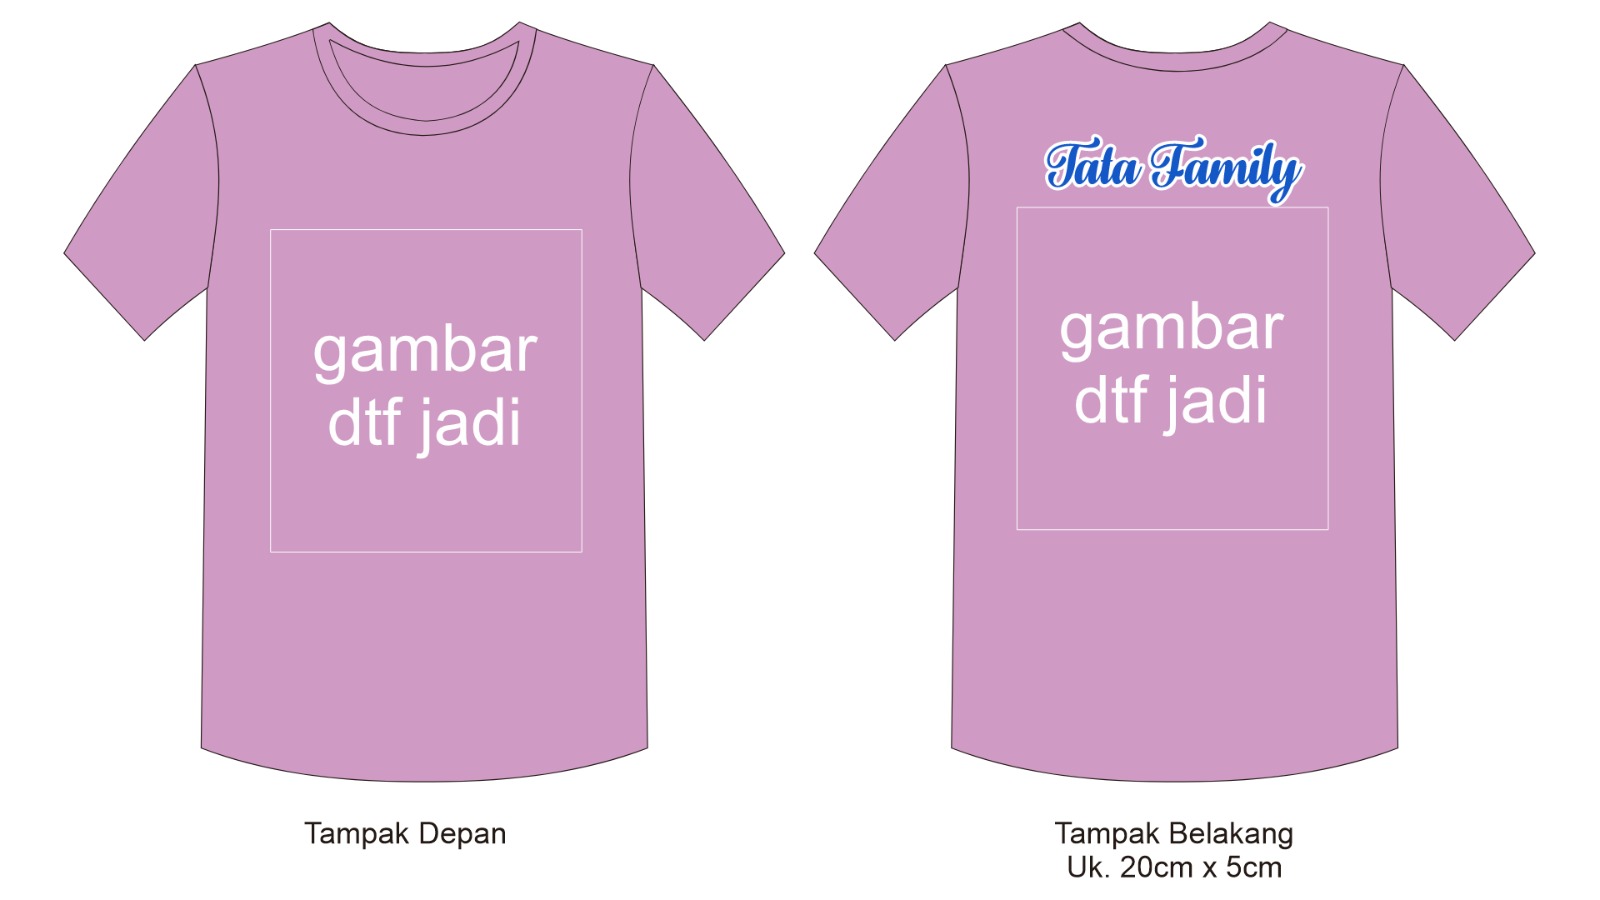 gambar
dtf jadi
Tampak Depan
Tata Family
gambar
dtf jadi
Tampak Belakang
Uk. 20cm x 5cm